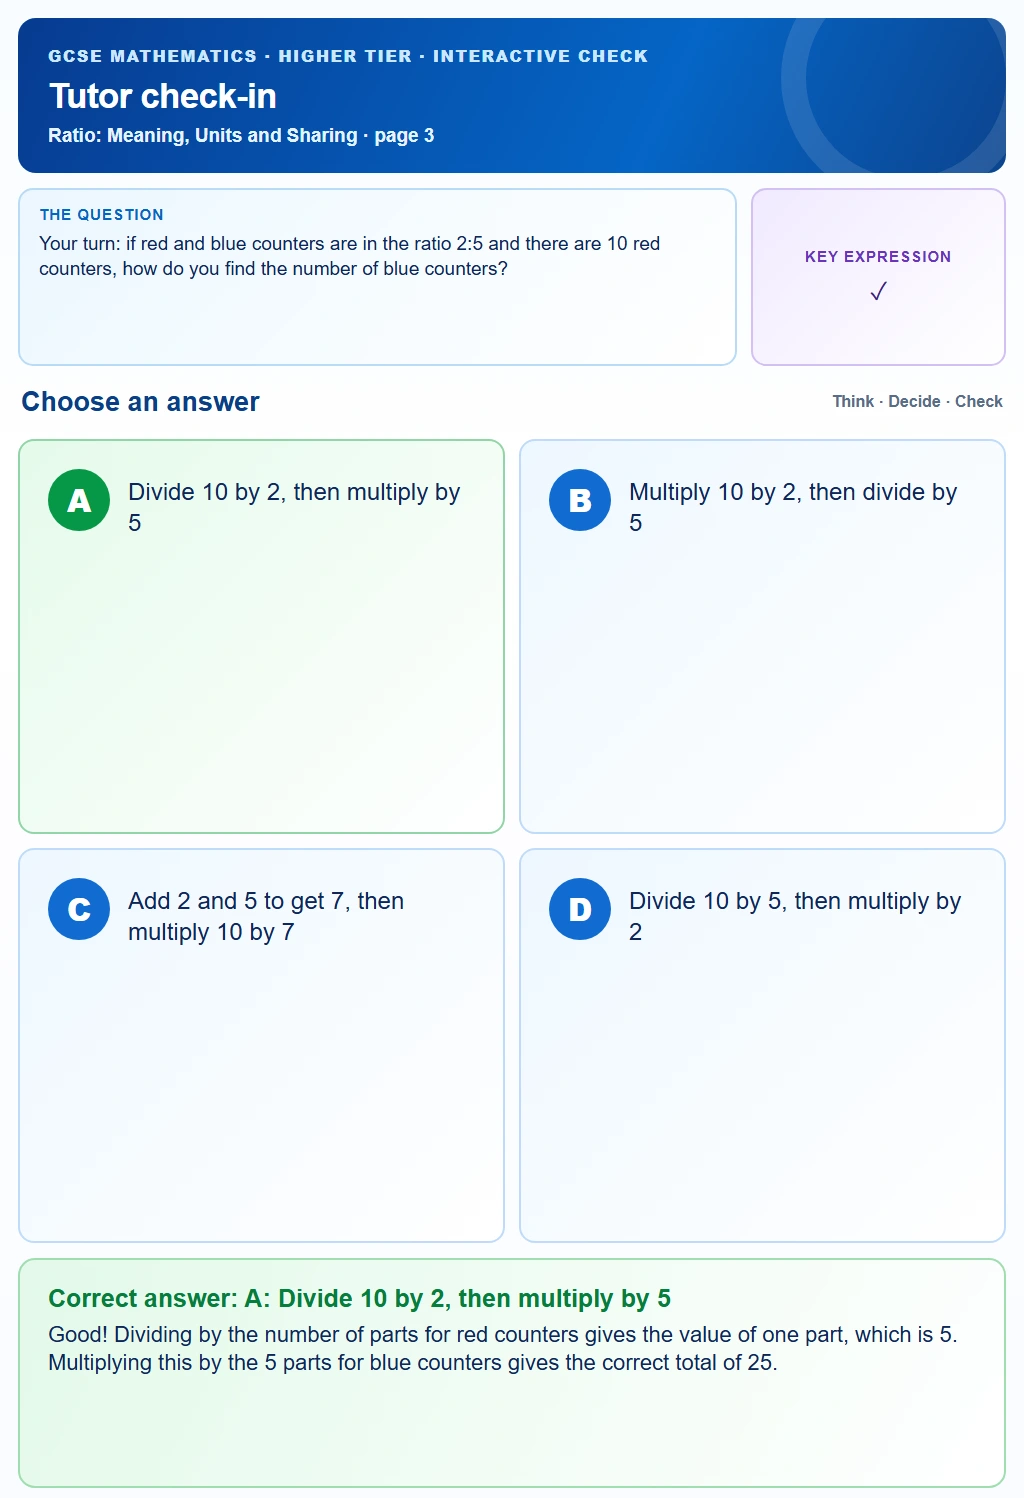 GCSE MATHEMATICS · HIGHER TIER · INTERACTIVE CHECK
Tutor check-in
Ratio: Meaning, Units and Sharing · page 3
THE QUESTION
Your turn: if red and blue counters are in the ratio 2:5 and there are 10 red
counters, how do you find the number of blue counters?
KEY EXPRESSION
✓
Choose an answer
Think · Decide · Check
A
Divide 10 by 2, then multiply by
5
B
Multiply 10 by 2, then divide by
5
C
Add 2 and 5 to get 7, then
multiply 10 by 7
D
Divide 10 by 5, then multiply by
2
Correct answer: A: Divide 10 by 2, then multiply by 5
Good! Dividing by the number of parts for red counters gives the value of one part, which is 5.
Multiplying this by the 5 parts for blue counters gives the correct total of 25.